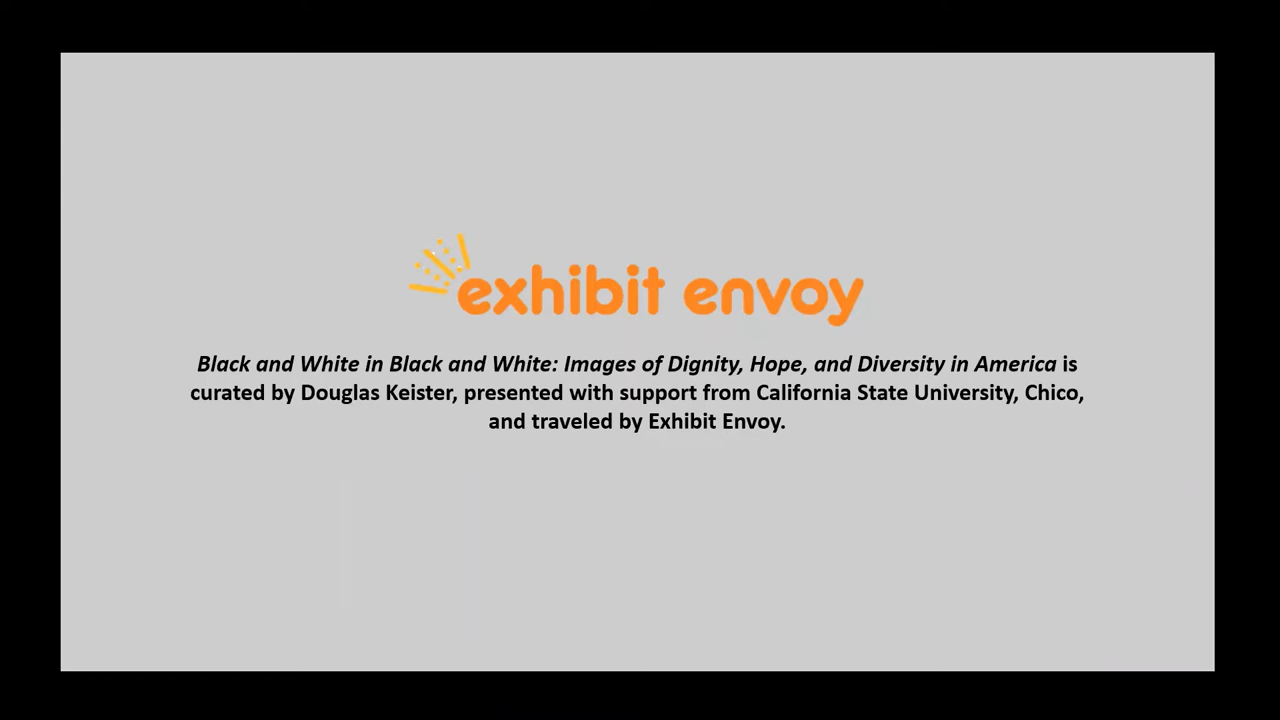 exhibit envoy
Black and White in Black and White: Images of Dignity, Hope, and Diversity in America is
curated by Douglas Keister, presented with support from California State University, Chico,
and traveled by Exhibit Envoy.